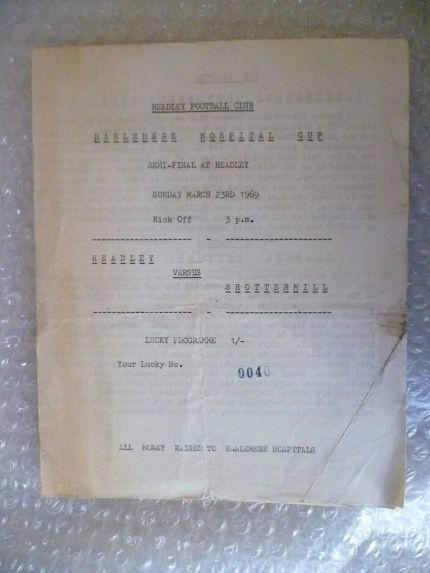 HEADLEY FOOTBALL CLUB
HASLEMERE HOSPITAL CUP
SEMI-FINAL AT HEADLEY
SUNDAY MARCH 23RD 1969
Kick Off 3 p.m.
HEADLEY
VERSUS
SHOTTERMILL
LUCKY PROGRAMME 1/-
Your Lucky No. 0040
ALL MONEY RAISED TO HASLEMERE HOSPITALS